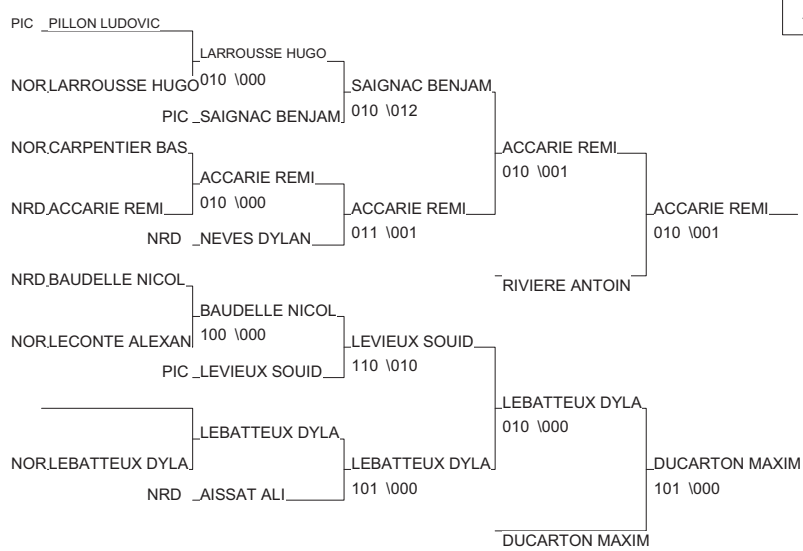 PIC PILLON LUDOVIC
LARROUSSE HUGO
NOR LARROUSSE HUGO 010 \000 SAIGNAC BENJAM
PIC SAIGNAC BENJAM 010 \012
NOR CARPENTIER BAS ACCARIE REMI
010 \001
ACCARIE REMI
NRD ACCARIE REMI 010 \000 ACCARIE REMI ACCARIE REMI
NRD NEVES DYLAN 011 \001 010 \001
NRD BAUDELLE NICOL RIVIERE ANTOIN
BAUDELLE NICOL
NOR LECONTE ALEXAN 100 \000 LEVIEUX SOUID
PIC LEVIEUX SOUID 110 \010
LEBATTEUX DYLA
010 \000
LEBATTEUX DYLA
NOR LEBATTEUX DYLA LEBATTEUX DYLA DUCARTON MAXIM
NRD AISSAT ALI 101 \000 101 \000
DUCARTON MAXIM